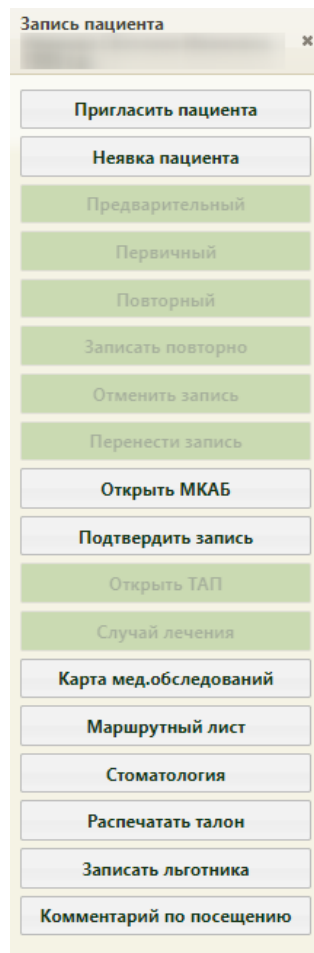 Запись пациента
Пригласить пациента
Неявка пациента
Предварительный
Первичный
Повторный
Записать повторно
Отменить запись
Перенести запись
Открыть МКАБ
Подтвердить запись
Открыть ТАП
Случай лечения
Карта мед.обследований
Маршрутный лист
Стоматология
Распечатать талон
Записать льготника
Комментарий по посещению